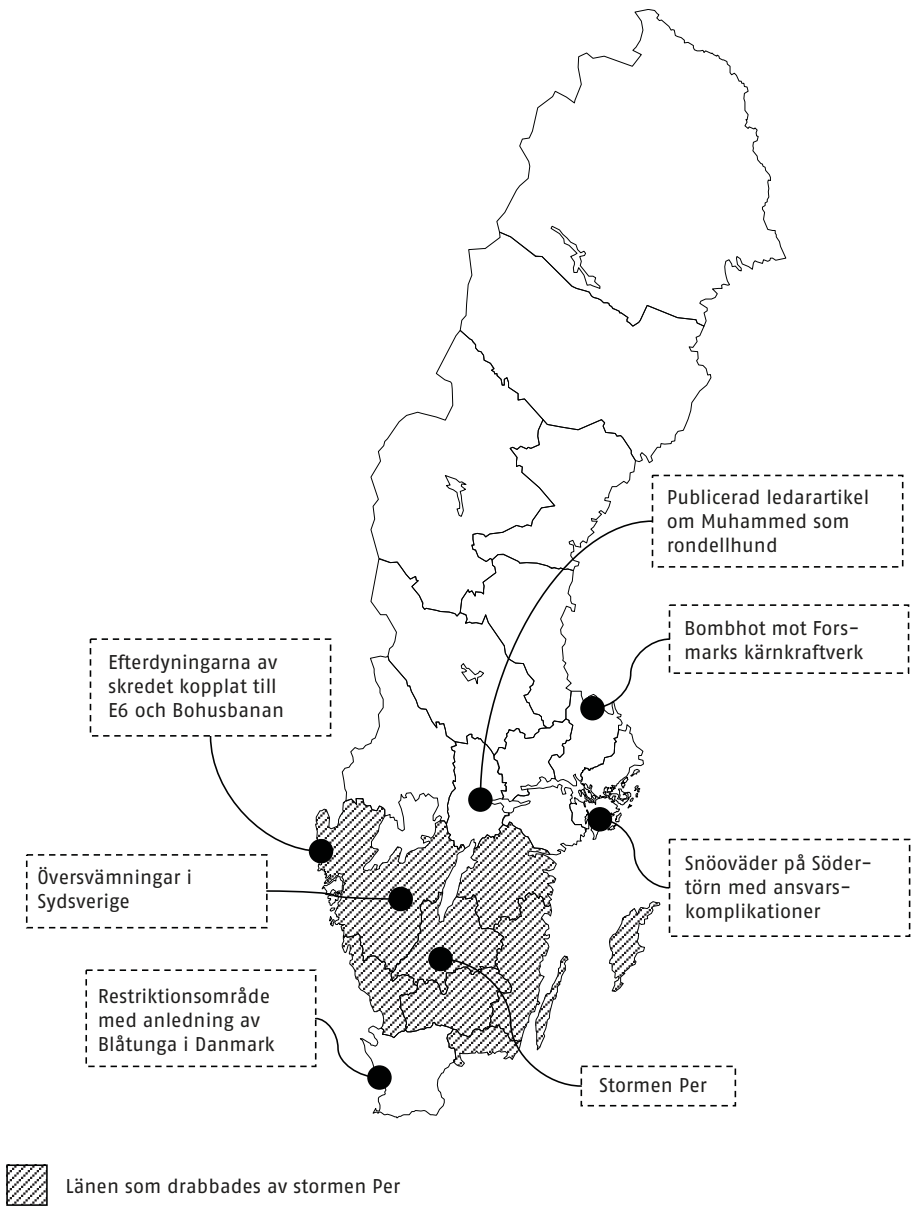 Publicerad ledarartikel
om Muhammed som
rondellhund
Bombhot mot Fors-
marks kärnkraftverk
Efterdyningarna av
skredet kopplat till
E6 och Bohusbanan
Översvämningar i
Sydsverige
Snöoväder på Söder-
törn med ansvars-
komplikationer
Restriktionsområde
med anledning av
Blåtunga i Danmark
Stormen Per
Länen som drabbades av stormen Per